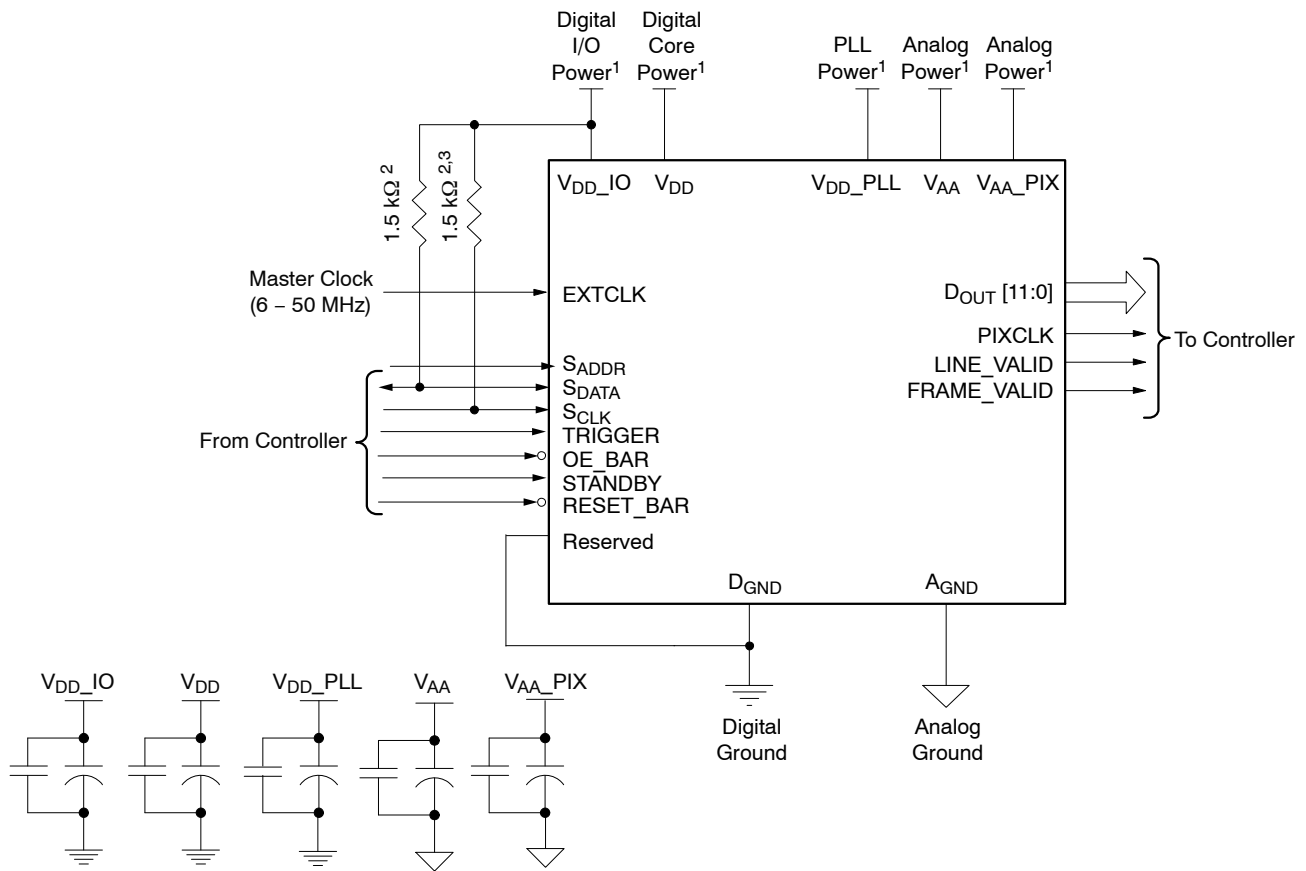 Digital
I/O
Power1
Digital
Core
Power1
PLL
Power1
Analog
Power1
Analog
Power1
1.5 kΩ 2
1.5 kΩ 2,3
VDD_IO
VDD
VDD_PLL
VAA
VAA_PIX
Master Clock
(6 – 50 MHz)
EXTCLK
DOUT [11:0]
PIXCLK
LINE_VALID
FRAME_VALID
To Controller
From Controller
SADDR
SDATA
SCLK
TRIGGER
OE_BAR
STANDBY
RESET_BAR
Reserved
DGND
AGND
Digital
Ground
Analog
Ground
VDD_IO
VDD
VDD_PLL
VAA
VAA_PIX